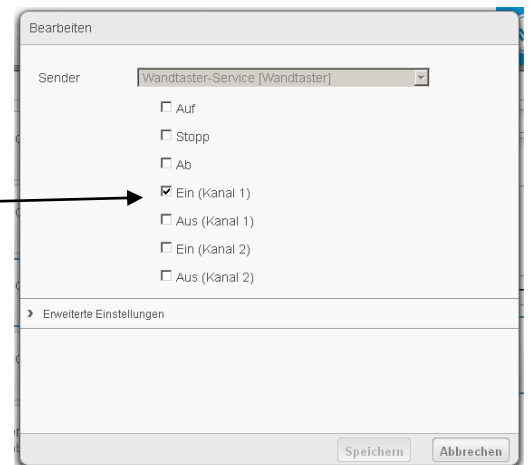 Bearbeiten
Sender
Wandtaster-Service [Wandtaster]
Auf
Stopp
Ab
Ein (Kanal 1)
Aus (Kanal 1)
Ein (Kanal 2)
Aus (Kanal 2)
Erweiterte Einstellungen
Speichern
Abbrechen